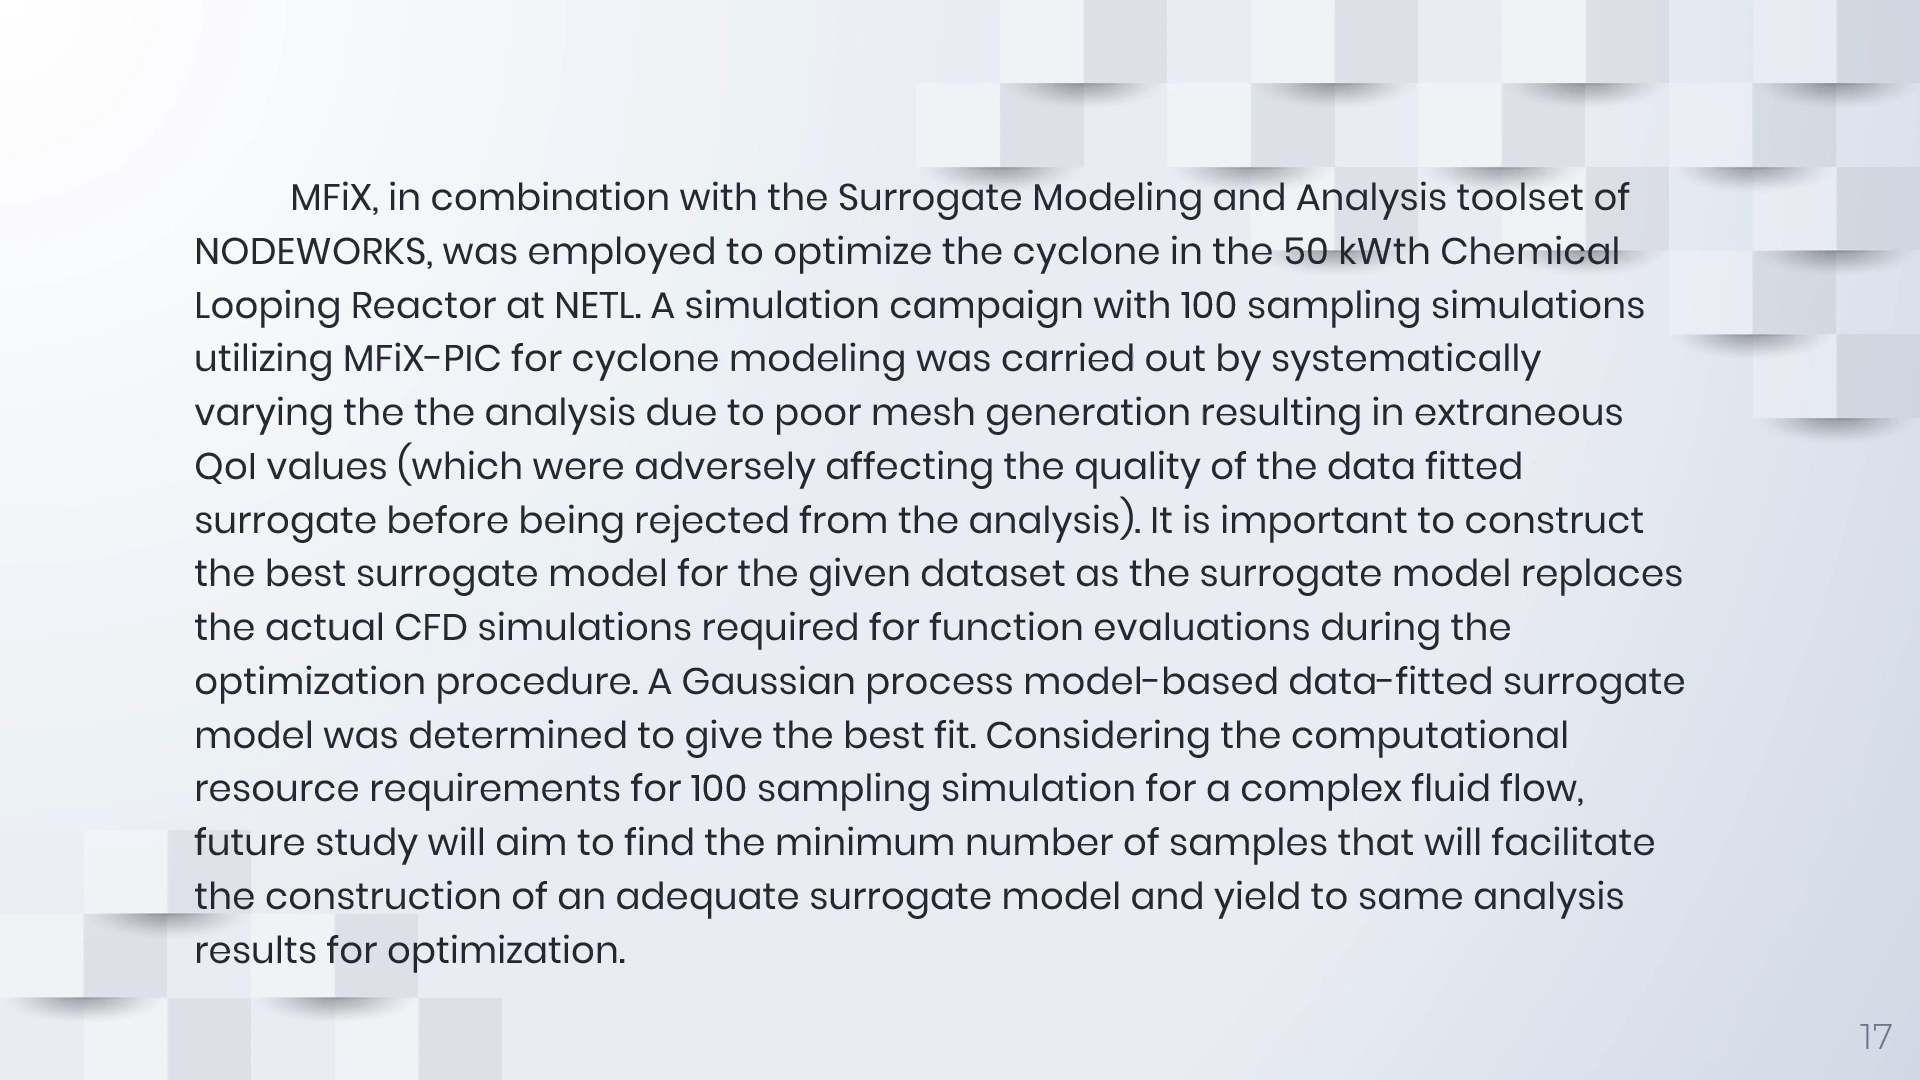 MFiX, in combination with the Surrogate Modeling and Analysis toolset of
NODEWORKS, was employed to optimize the cyclone in the 50 kWth Chemical
Looping Reactor at NETL. A simulation campaign with 100 sampling simulations
utilizing MFiX-PIC for cyclone modeling was carried out by systematically
varying the the analysis due to poor mesh generation resulting in extraneous
QoI values (which were adversely affecting the quality of the data fitted
surrogate before being rejected from the analysis). It is important to construct
the best surrogate model for the given dataset as the surrogate model replaces
the actual CFD simulations required for function evaluations during the
optimization procedure. A Gaussian process model-based data-fitted surrogate
model was determined to give the best fit. Considering the computational
resource requirements for 100 sampling simulation for a complex fluid flow,
future study will aim to find the minimum number of samples that will facilitate
the construction of an adequate surrogate model and yield to same analysis
results for optimization.
17